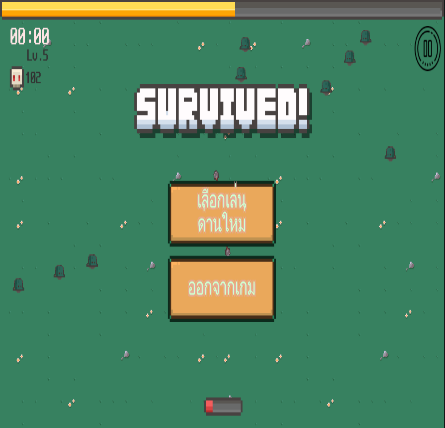 00:00
Lv.5
102
SURVIVED!
เลือกเล่น
ด่านใหม่
ออกจากเกม